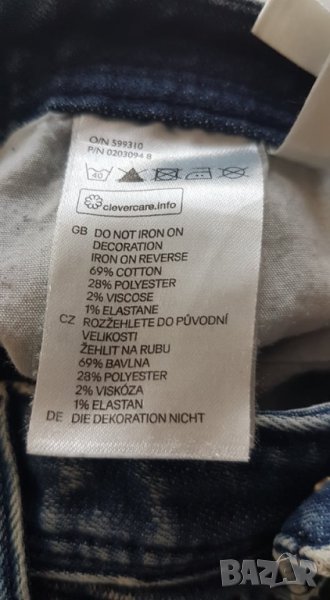 O/N 599310
P/N 0203094-8
40
clevercare.info
GB DO NOT IRON ON
DECORATION
IRON ON REVERSE
69% COTTON
28% POLYESTER
2% VISCOSE
1% ELASTANE
CZ ROZŽEHLETE DO PŮVODNÍ
VELIKOSTI
ŽEHLIT NA RUBU
69% BAVLNA
28% POLYESTER
2% VISKÓZA
1% ELASTAN
DE DIE DEKORATION NICHT
BAZAR
bg